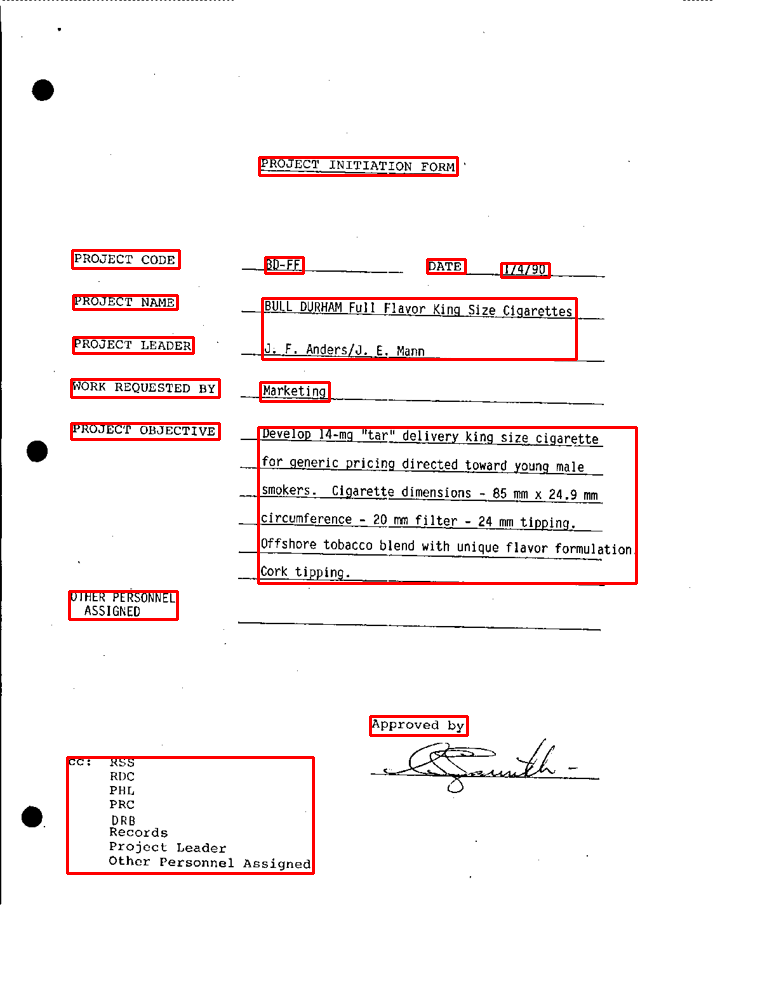 PROJECT INITIATION FORM
PROJECT CODE BD-FF DATE 1/4/90
PROJECT NAME BULL DURHAM Full Flavor King Size Cigarettes
PROJECT LEADER J. F. Anders/J. E. Mann
WORK REQUESTED BY Marketing
PROJECT OBJECTIVE Develop 14-mg "tar" delivery king size cigarette
for generic pricing directed toward young male
smokers. Cigarette dimensions - 85 mm x 24.9 mm
circumference - 20 mm filter - 24 mm tipping.
Offshore tobacco blend with unique flavor formulation
Cork tipping.
OTHER PERSONNEL
ASSIGNED
Approved by
cc: RSS
RDC
PHL
PRC
DRB
Records
Project Leader
Other Personnel Assigned